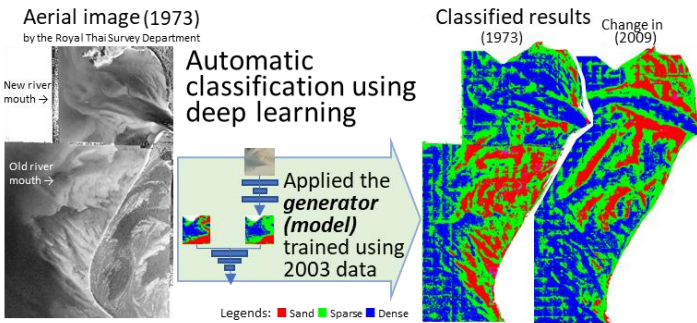 Aerial image (1973)
by the Royal Thai Survey Department
New river
mouth →
Old river
mouth →
Automatic
classification using
deep learning
Applied the
generator
(model)
trained using
2003 data
Classified results
(1973)
Change in
(2009)
Legends: Sand Sparse Dense